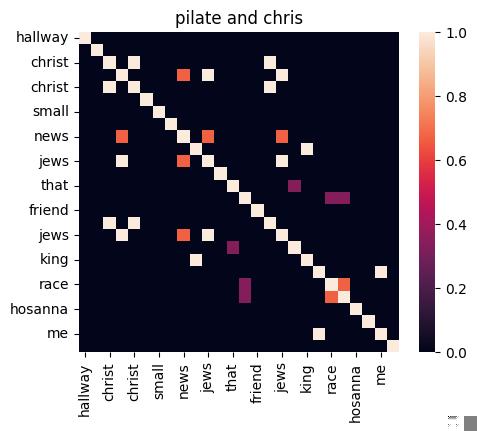 pilate and chris
hallway
christ
christ
small
news
jews
that
friend
jews
king
race
hosanna
me
1.0
0.8
0.6
0.4
0.2
0.0
hallway
christ
christ
small
news
jews
that
friend
jews
king
race
hosanna
me